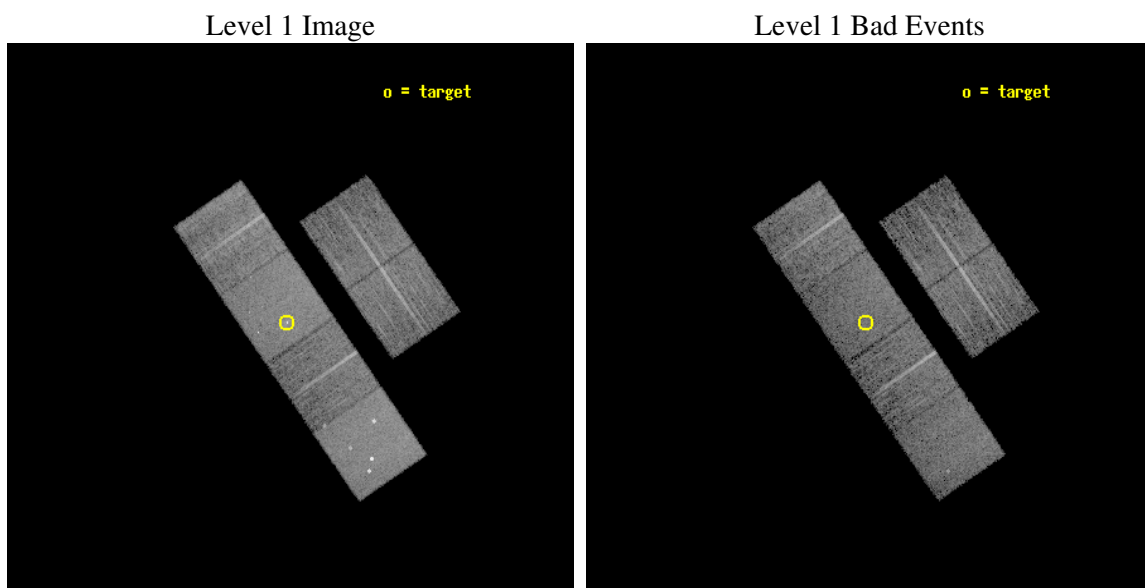 Level 1 Image
Level 1 Bad Events
o = target
o = target